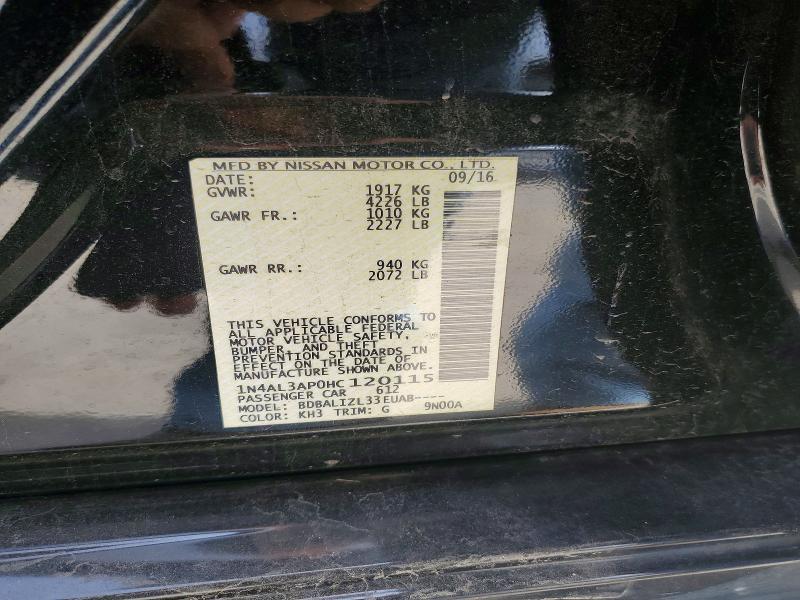 MFD BY NISSAN MOTOR CO., LTD.
DATE: 09/16
GVWR: 1917 KG
4226 LB
GAWR FR.: 1010 KG
2227 LB
GAWR RR.: 940 KG
2072 LB
THIS VEHICLE CONFORMS TO
ALL APPLICABLE FEDERAL
MOTOR VEHICLE SAFETY,
BUMPER, AND THEFT
PREVENTION STANDARDS IN
EFFECT ON THE DATE OF
MANUFACTURE SHOWN ABOVE.
1N4AL3AP0HC120115
PASSENGER CAR 612
MODEL: BDBALIZL33EUAB----
COLOR: KH3 TRIM: G 9N00A